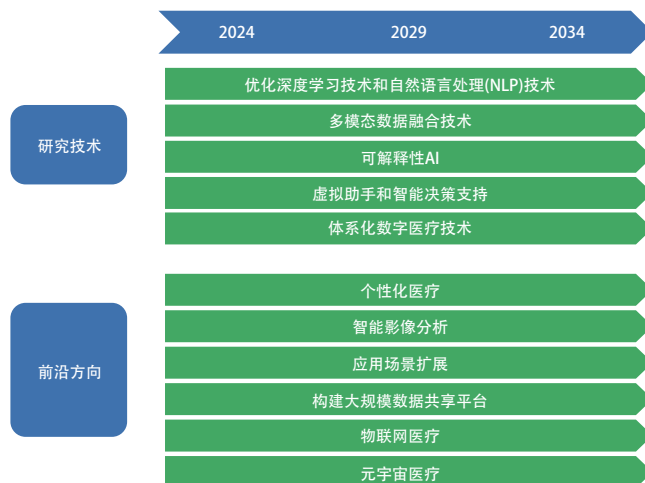 2024 2029 2034
优化深度学习技术和自然语言处理(NLP)技术
多模态数据融合技术
研究技术
可解释性AI
虚拟助手和智能决策支持
体系化数字医疗技术
个性化医疗
智能影像分析
前沿方向
应用场景扩展
构建大规模数据共享平台
物联网医疗
元宇宙医疗